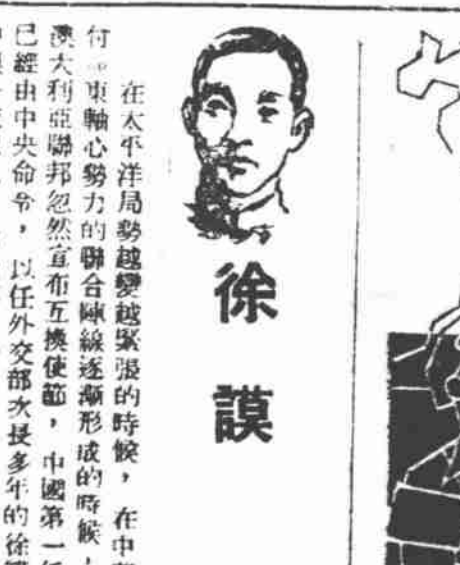 徐謨
在太平洋局勢越變越緊張的時候，在中
付東軸心勢力的聯合陣線逐漸形成的時候，
澳大利亞聯邦忽然宣布互換使節，中國第一
已經由中央命令，以任外交部次長多年的徐